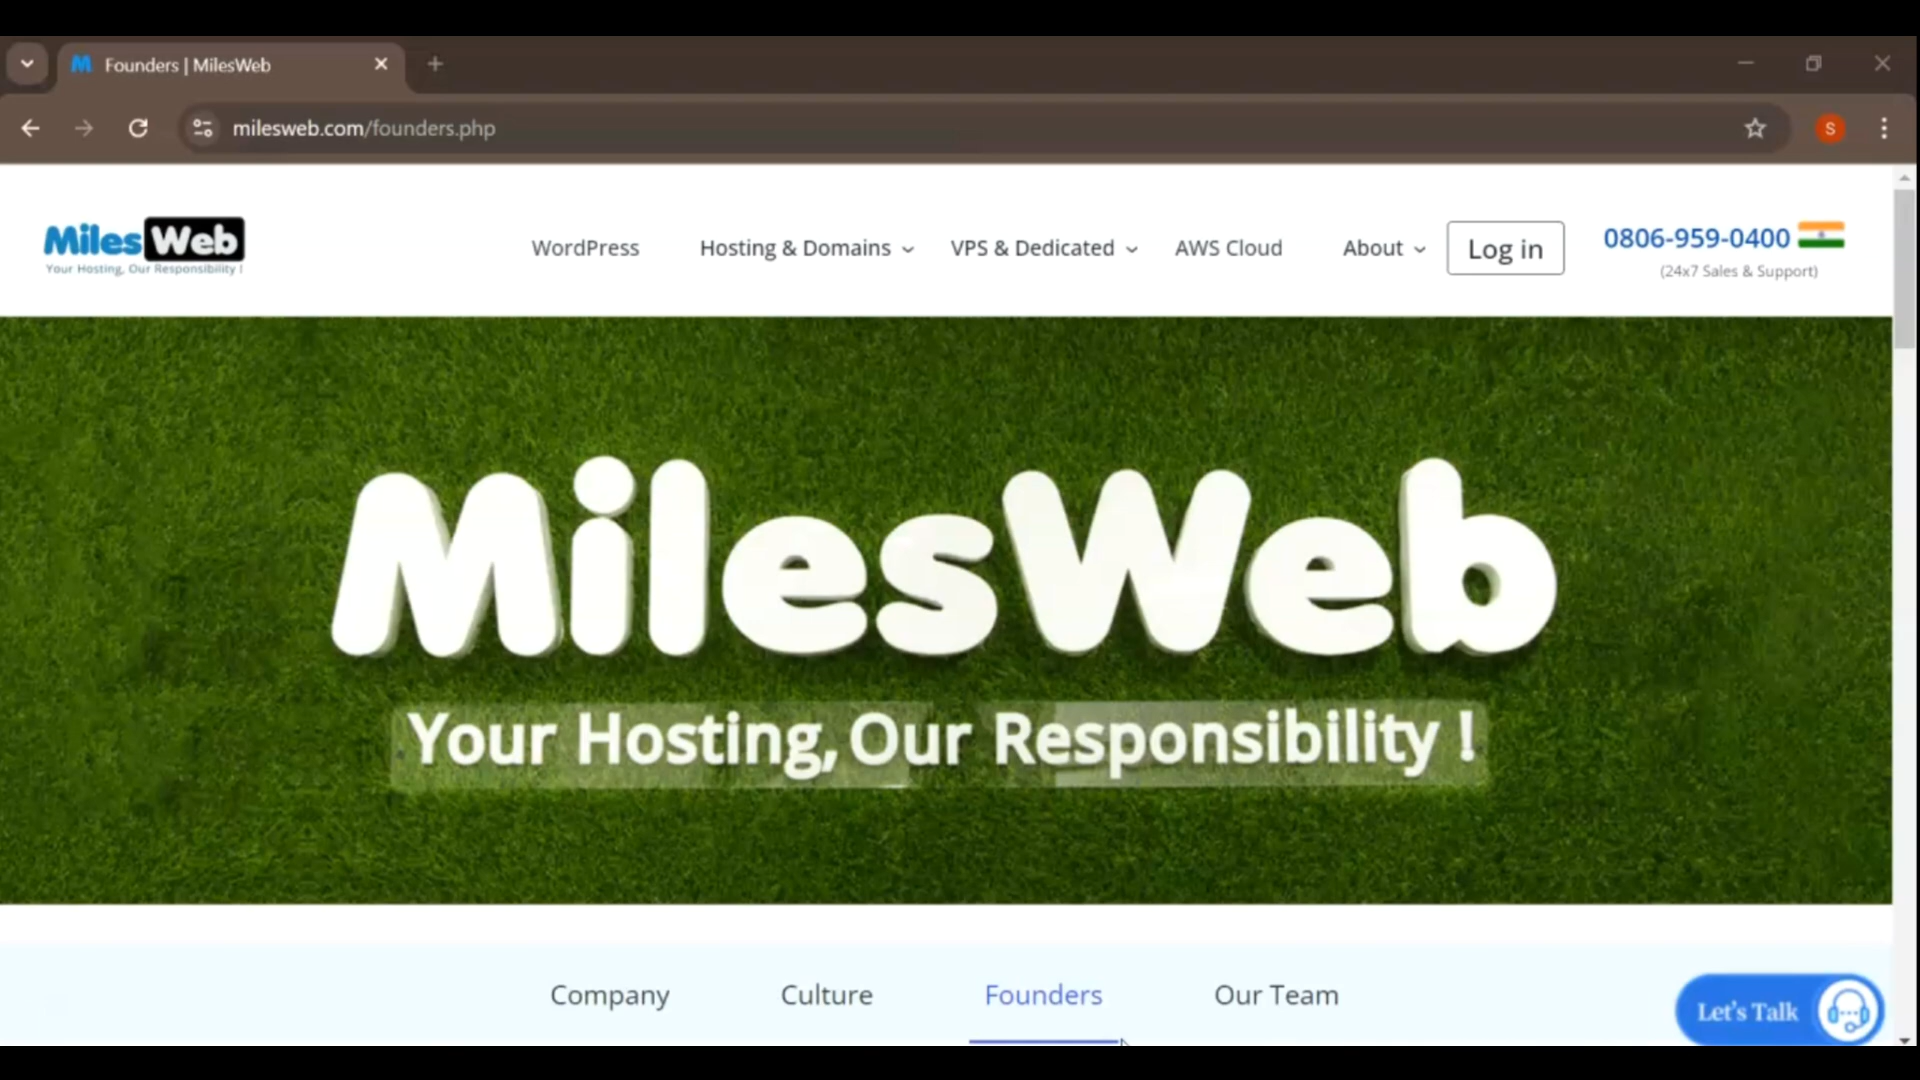 Founders | MilesWeb
milesweb.com/founders.php
S
MilesWeb
Your Hosting, Our Responsibility !
WordPress
Hosting & Domains
VPS & Dedicated
AWS Cloud
About
Log in
0806-959-0400
(24x7 Sales & Support)
MilesWeb
Your Hosting, Our Responsibility !
Company
Culture
Founders
Our Team
Let's Talk